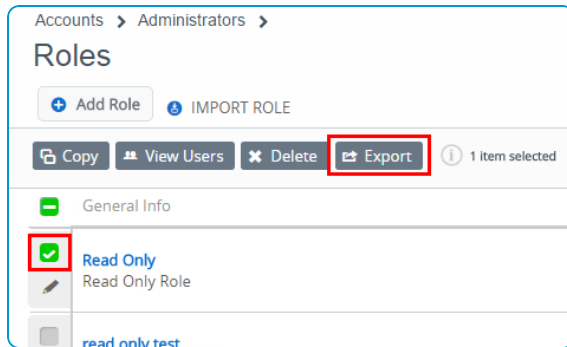 Accounts > Administrators >
Roles
Add Role IMPORT ROLE
Copy View Users Delete Export 1 item selected
General Info
Read Only
Read Only Role
read only test